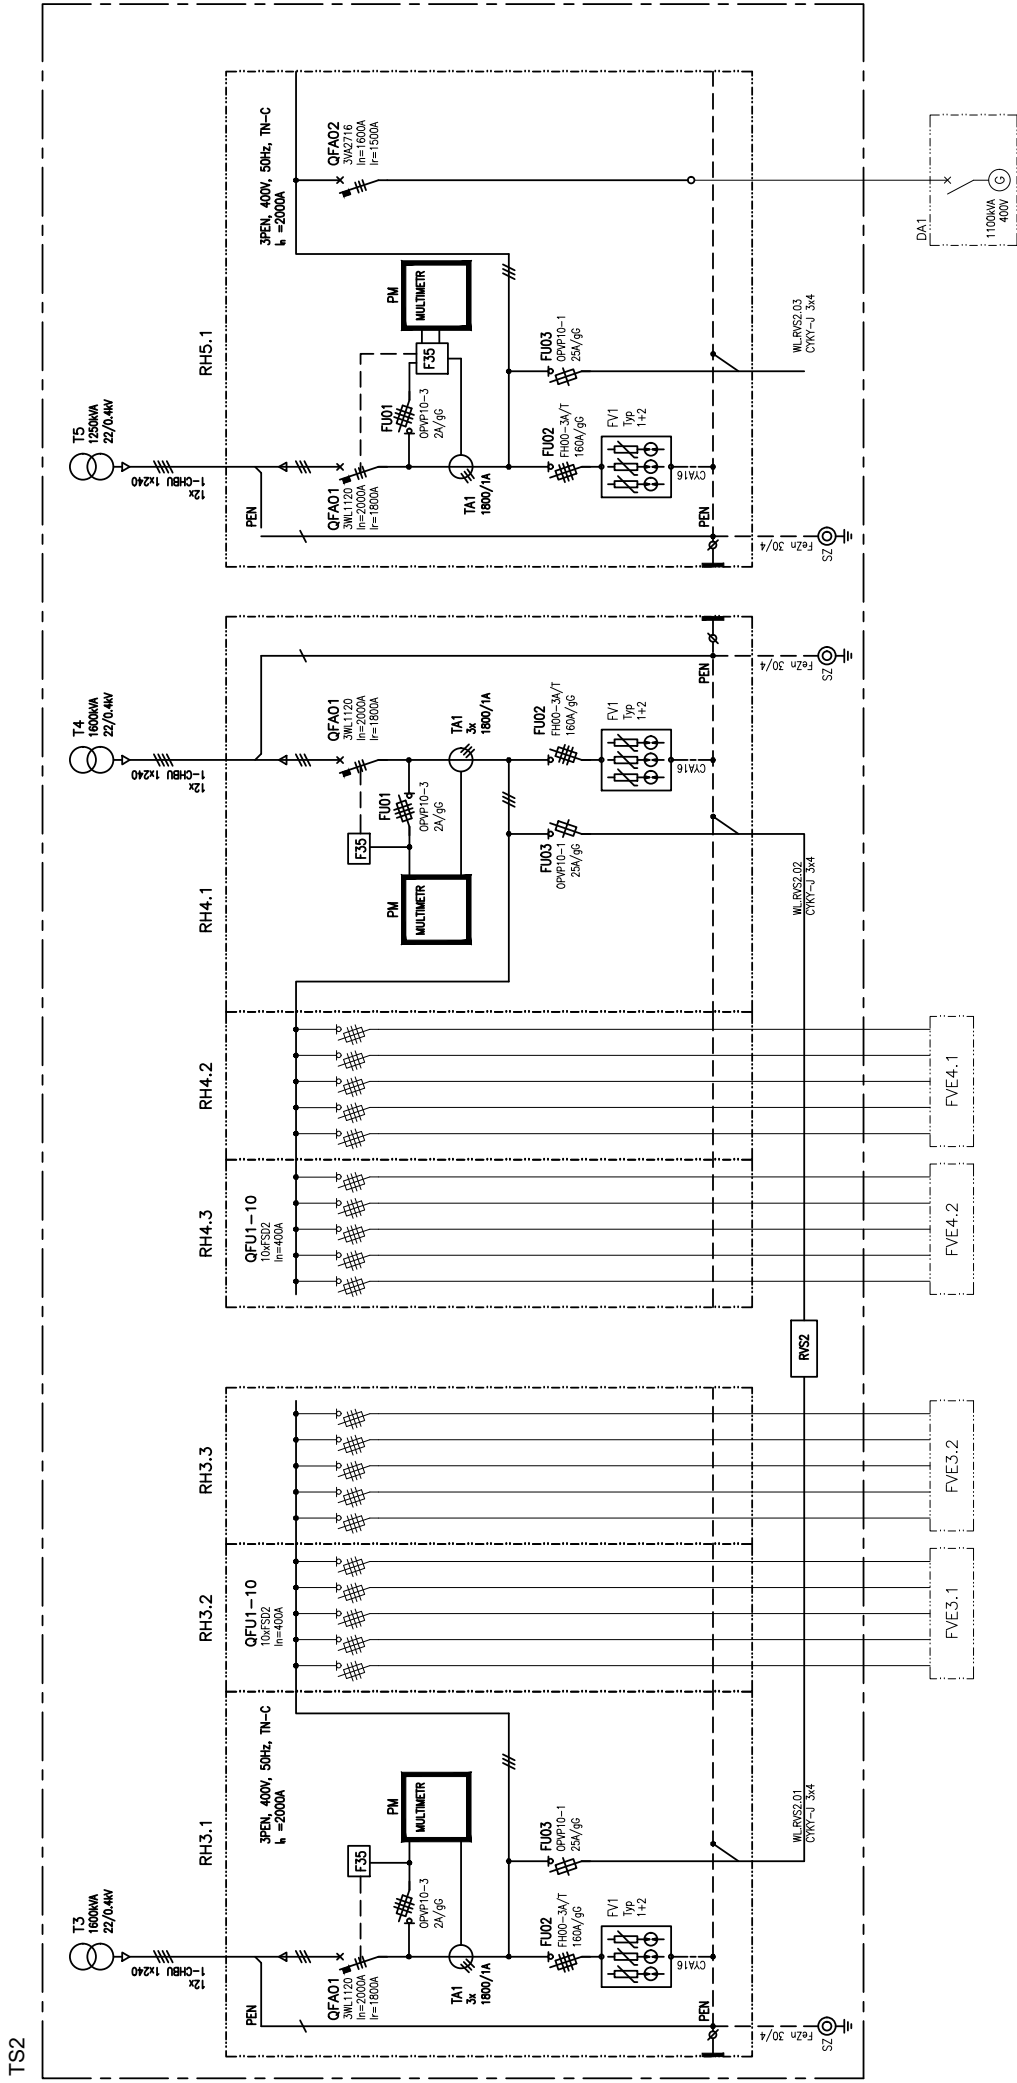 TS2
T3
1600kVA
22/0.4kV
12x
1-CHBU 1x240
PEN
RH3.1
3PEN, 400V, 50Hz, TN-C
In =2000A
QFA01
3WL1120
In=2000A
Ir=1800A
F35
OPVP10-3
2A/gG
PM
MULTIMETR
TA1
3x
1800/1A
FU02
FH00-3A/T
160A/gG
FU03
OPVP10-1
25A/gG
FV1
Typ
1+2
CYA16
PEN
FeZn 30/4
SZ
WL.RVS2.01
CYKY-J 3x4
RH3.2
QFU1-10
10xFSD2
In=400A
FVE3.1
RH3.3
FVE3.2
RVS2
RH4.3
QFU1-10
10xFSD2
In=400A
FVE4.2
RH4.2
FVE4.1
RH4.1
T4
1600kVA
22/0.4kV
12x
1-CHBU 1x240
QFA01
3WL1120
In=2000A
Ir=1800A
F35
FU01
OPVP10-3
2A/gG
PM
MULTIMETR
TA1
3x
1800/1A
FU02
FH00-3A/T
160A/gG
FU03
OPVP10-1
25A/gG
FV1
Typ
1+2
CYA16
PEN
FeZn 30/4
SZ
WL.RVS2.02
CYKY-J 3x4
RH5.1
T5
1250kVA
22/0.4kV
12x
1-CHBU 1x240
PEN
3PEN, 400V, 50Hz, TN-C
In =2000A
QFA01
3WL1120
In=2000A
Ir=1800A
QFA02
3VA2716
In=1600A
Ir=1500A
FU01
OPVP10-3
2A/gG
F35
PM
MULTIMETR
TA1
1800/1A
FU02
FH00-3A/T
160A/gG
FU03
OPVP10-1
25A/gG
FV1
Typ
1+2
CYA16
PEN
FeZn 30/4
SZ
WL.RVS2.03
CYKY-J 3x4
DA1
G
1100kVA
400V